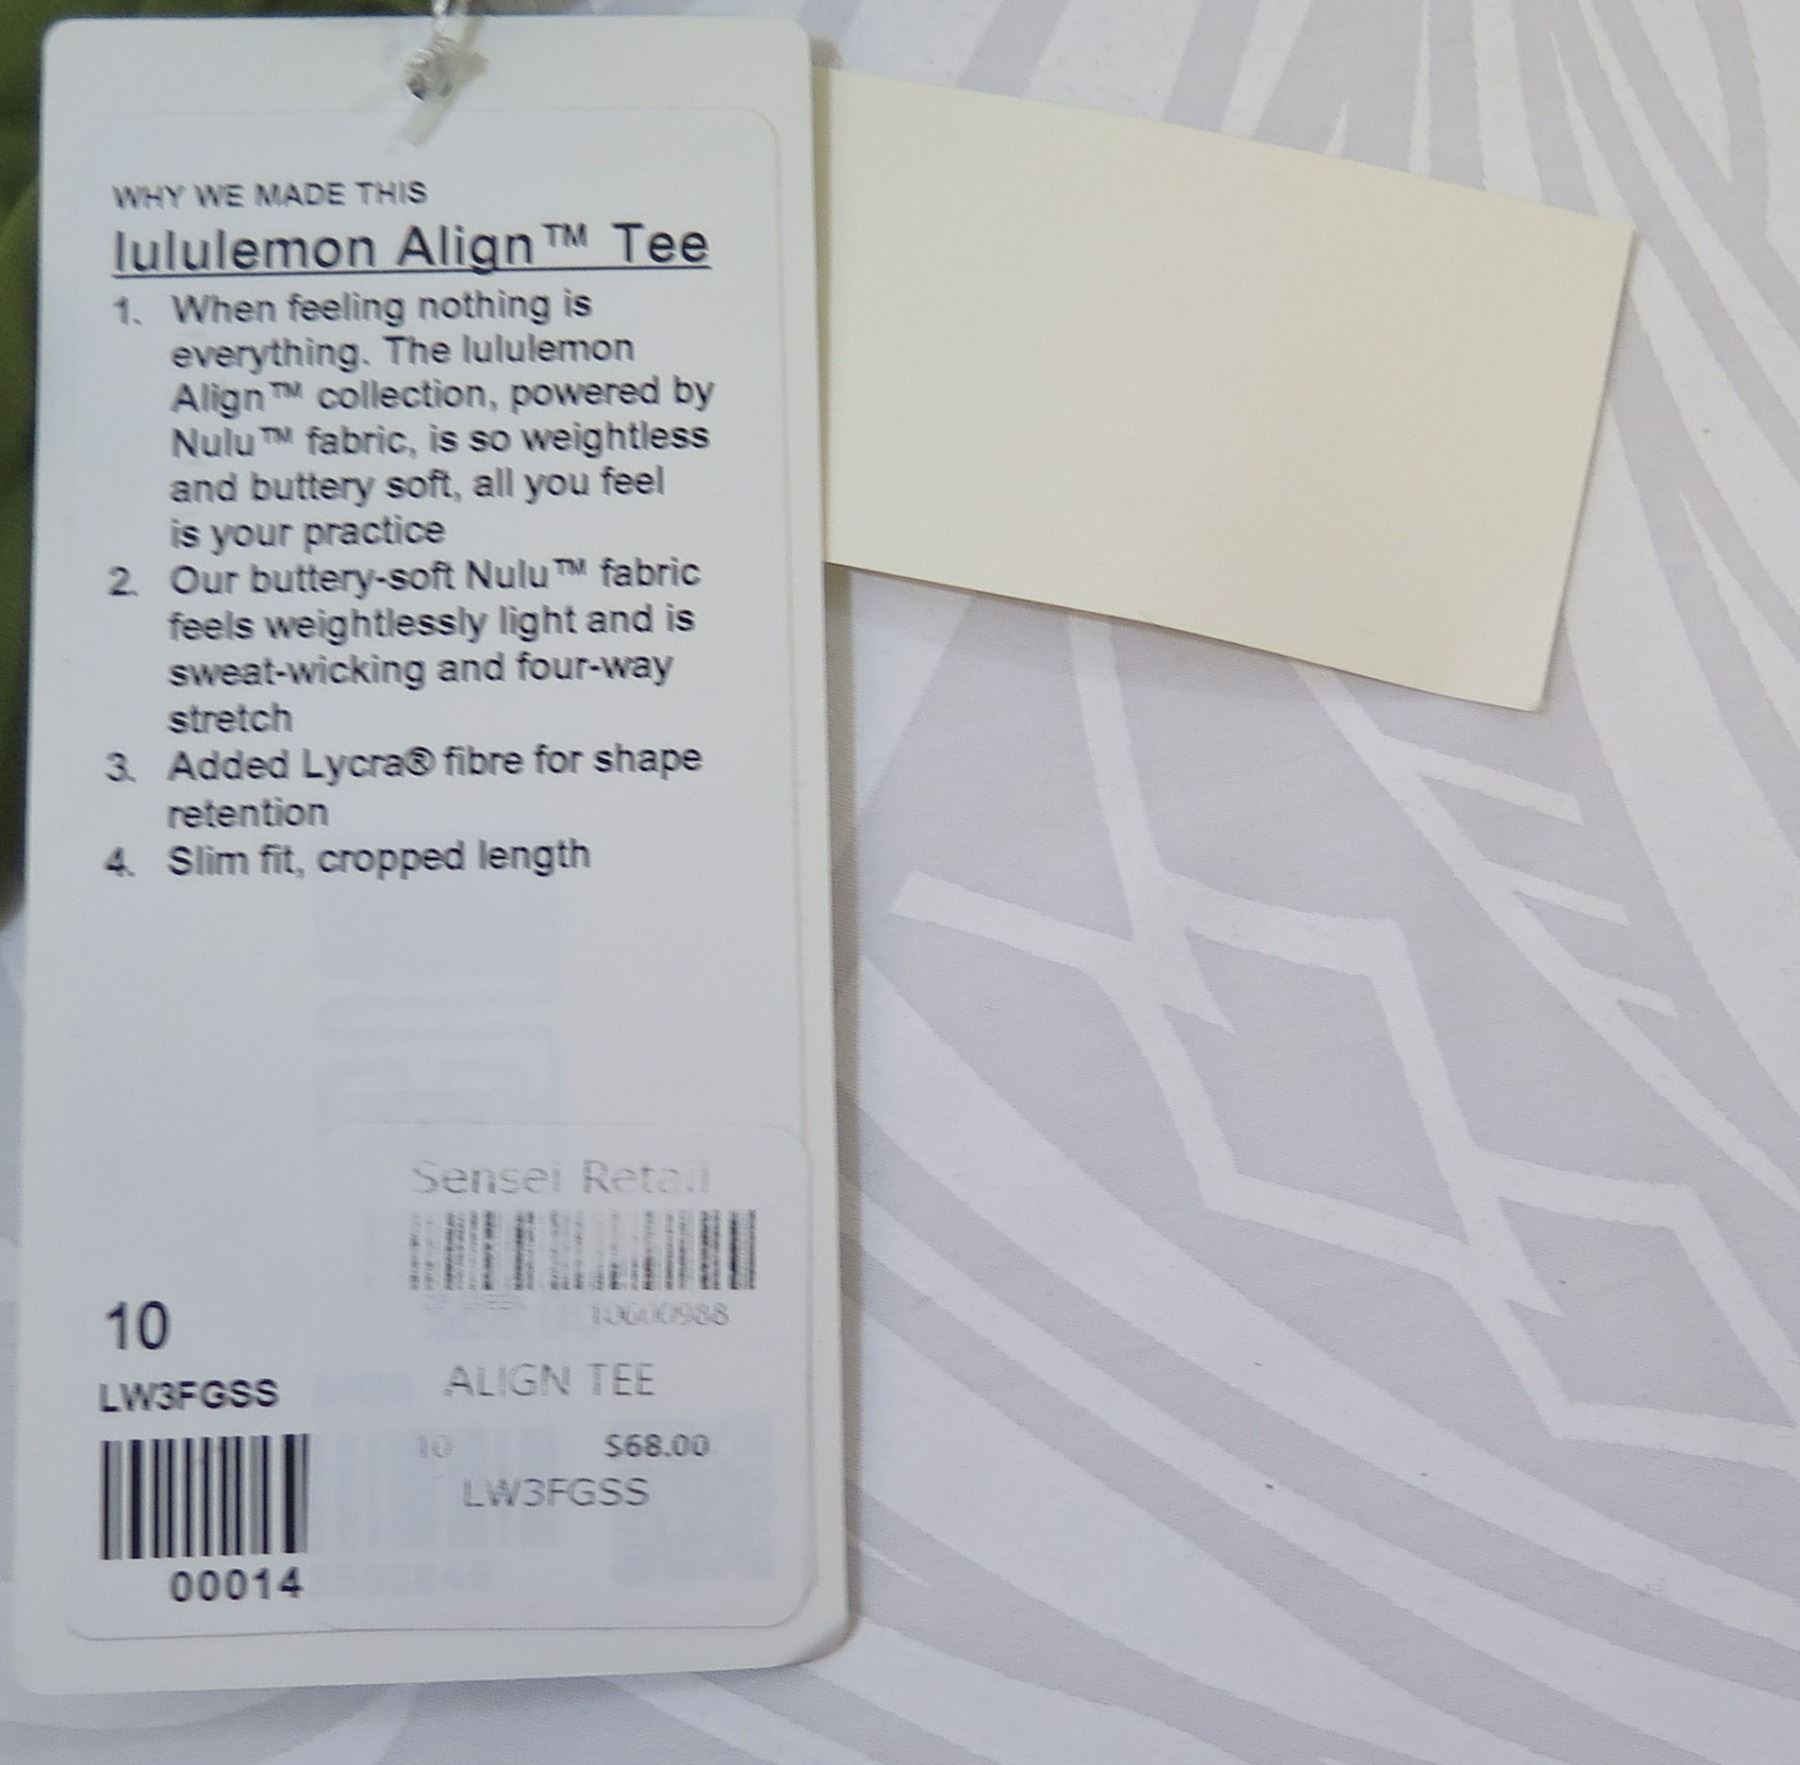 WHY WE MADE THIS
lululemon Align™ Tee
1. When feeling nothing is
everything. The lululemon
Align™ collection, powered by
Nulu™ fabric, is so weightless
and buttery soft, all you feel
is your practice
2. Our buttery-soft Nulu™ fabric
feels weightlessly light and is
sweat-wicking and four-way
stretch
3. Added Lycra® fibre for shape
retention
4. Slim fit, cropped length
Sensei Retail
10600988
10
ALIGN TEE
LW3FGSS
10 $68.00
LW3FGSS
00014